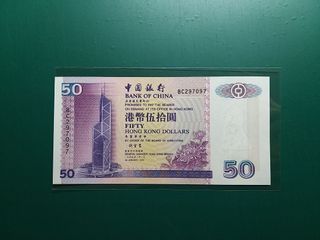 50
中國銀行
BANK OF CHINA
BC297097
PROMISES TO PAY THE BEARER
ON DEMAND AT ITS OFFICE IN HONG KONG
港幣伍拾圓
FIFTY
HONG KONG DOLLARS
BY ORDER OF THE BOARD OF DIRECTORS
BC297097
50
50